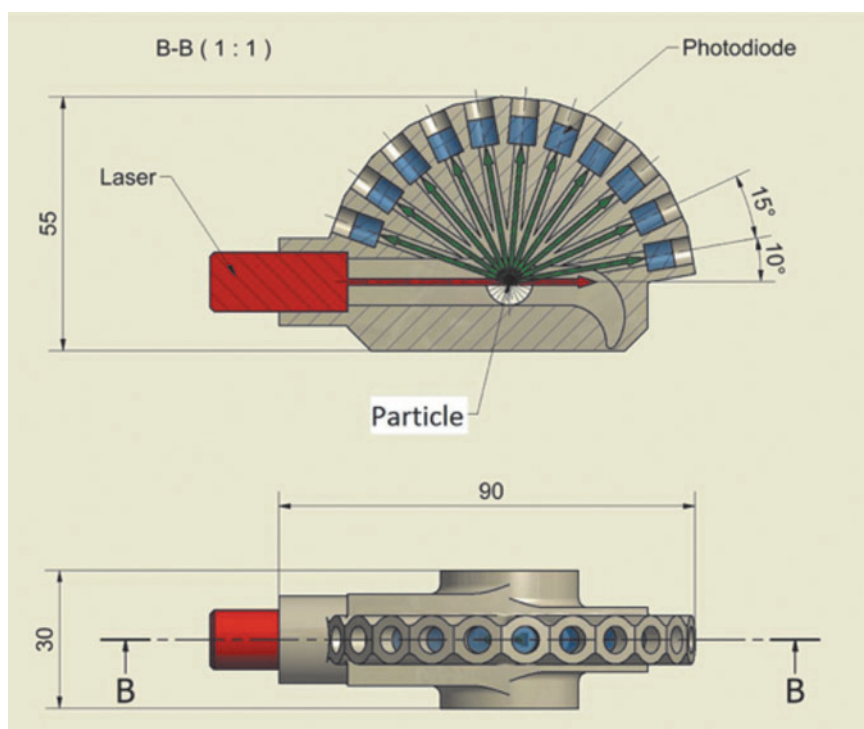 B-B ( 1 : 1 )
Photodiode
Laser
55
15°
10°
Particle
90
30
B
B